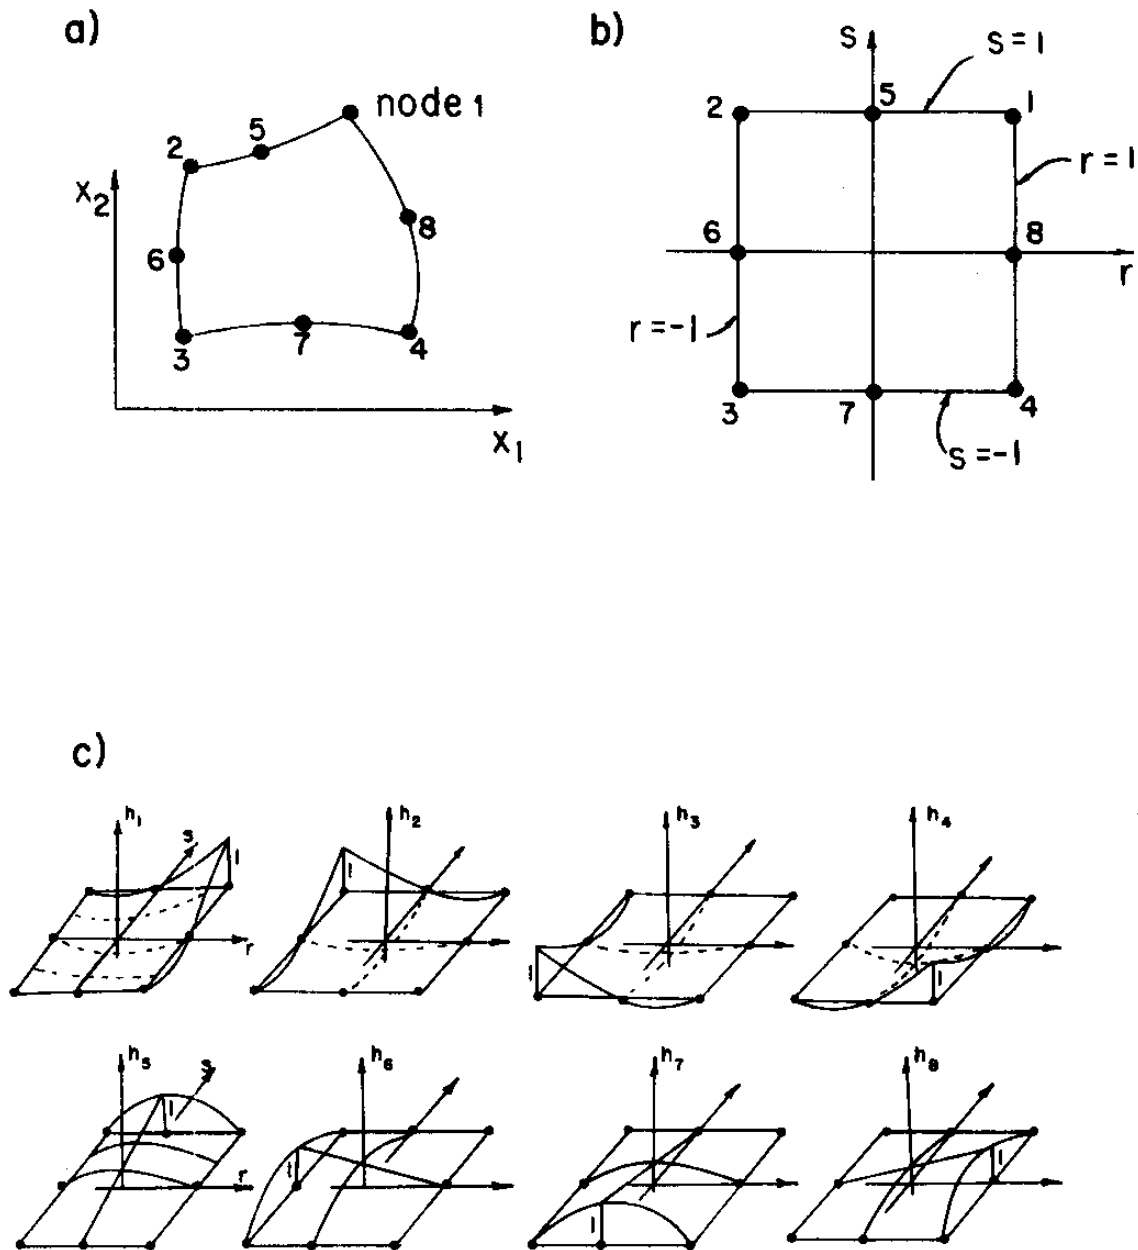 a)
node 1
5
2
X₂
8
6
3
7
4
X₁
b)
S
S=1
2
5
1
r=1
6
8
r
r=-1
3
7
4
S=-1
c)
h₁
s
1
r
h₂
1
h₃
1
h₄
1
h₅
s
1
r
h₆
1
h₇
1
h₈
1